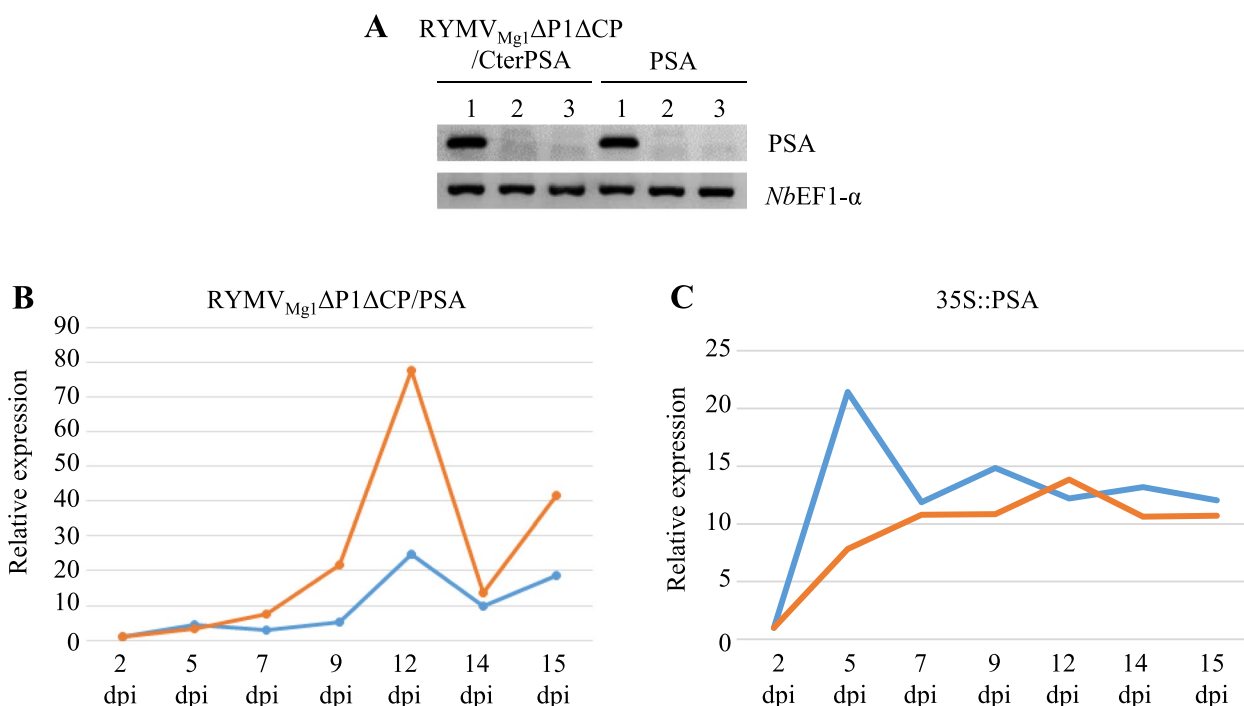 A
RYMVMg1ΔP1ΔCP
/CterPSA
PSA
1 2 3 1 2 3
PSA
NbEF1-α
B
RYMVMg1ΔP1ΔCP/PSA
Relative expression
90
80
70
60
50
40
30
20
10
0
2 5 7 9 12 14 15
dpi dpi dpi dpi dpi dpi dpi
C
35S::PSA
Relative expression
25
20
15
10
5
0
2 5 7 9 12 14 15
dpi dpi dpi dpi dpi dpi dpi